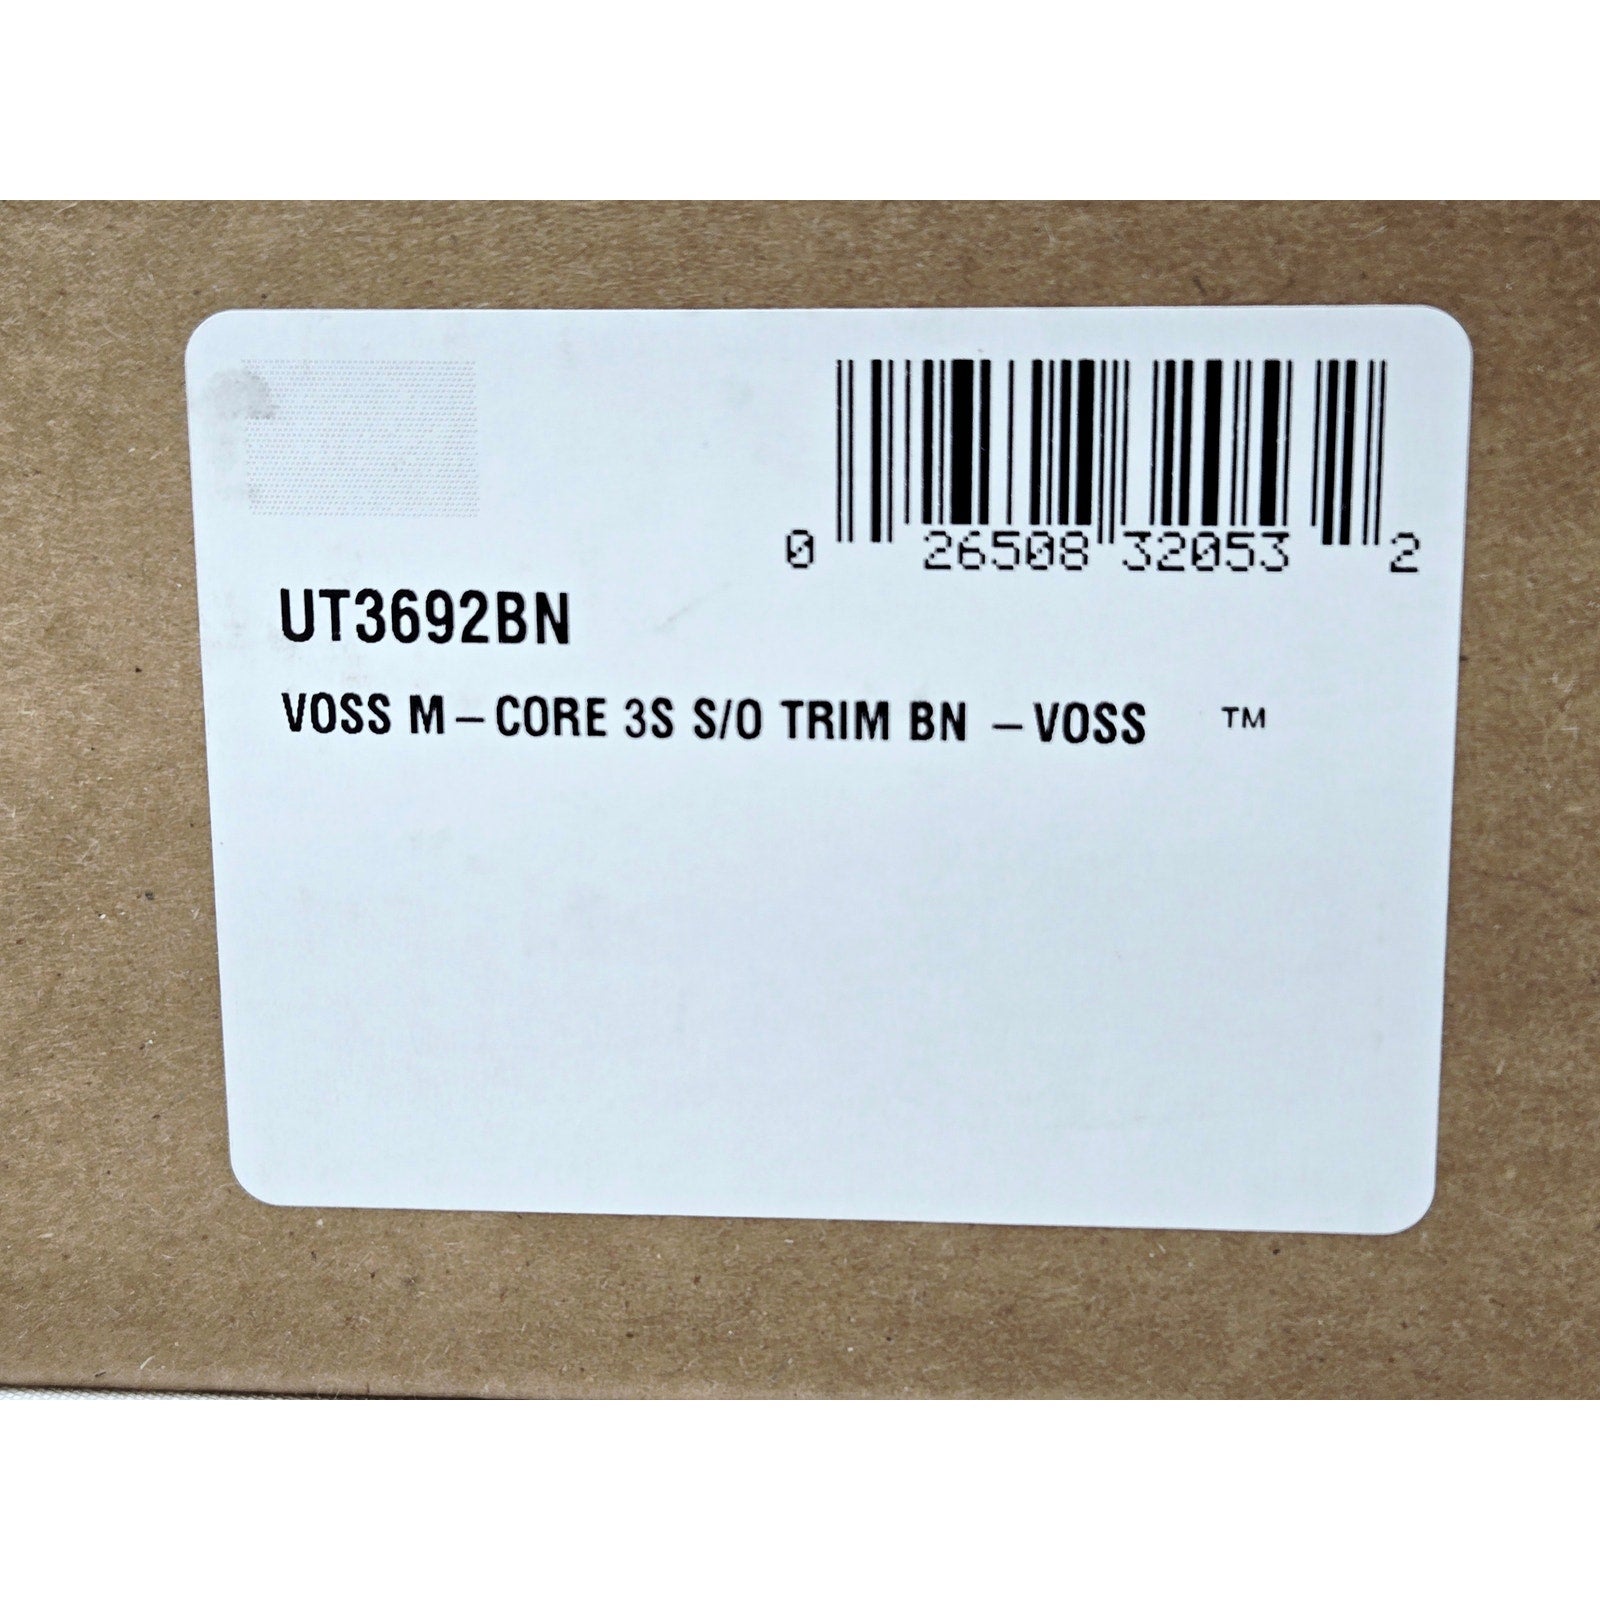 0 26508 32053 2
UT3692BN
VOSS M-CORE 3S S/O TRIM BN -VOSS ™